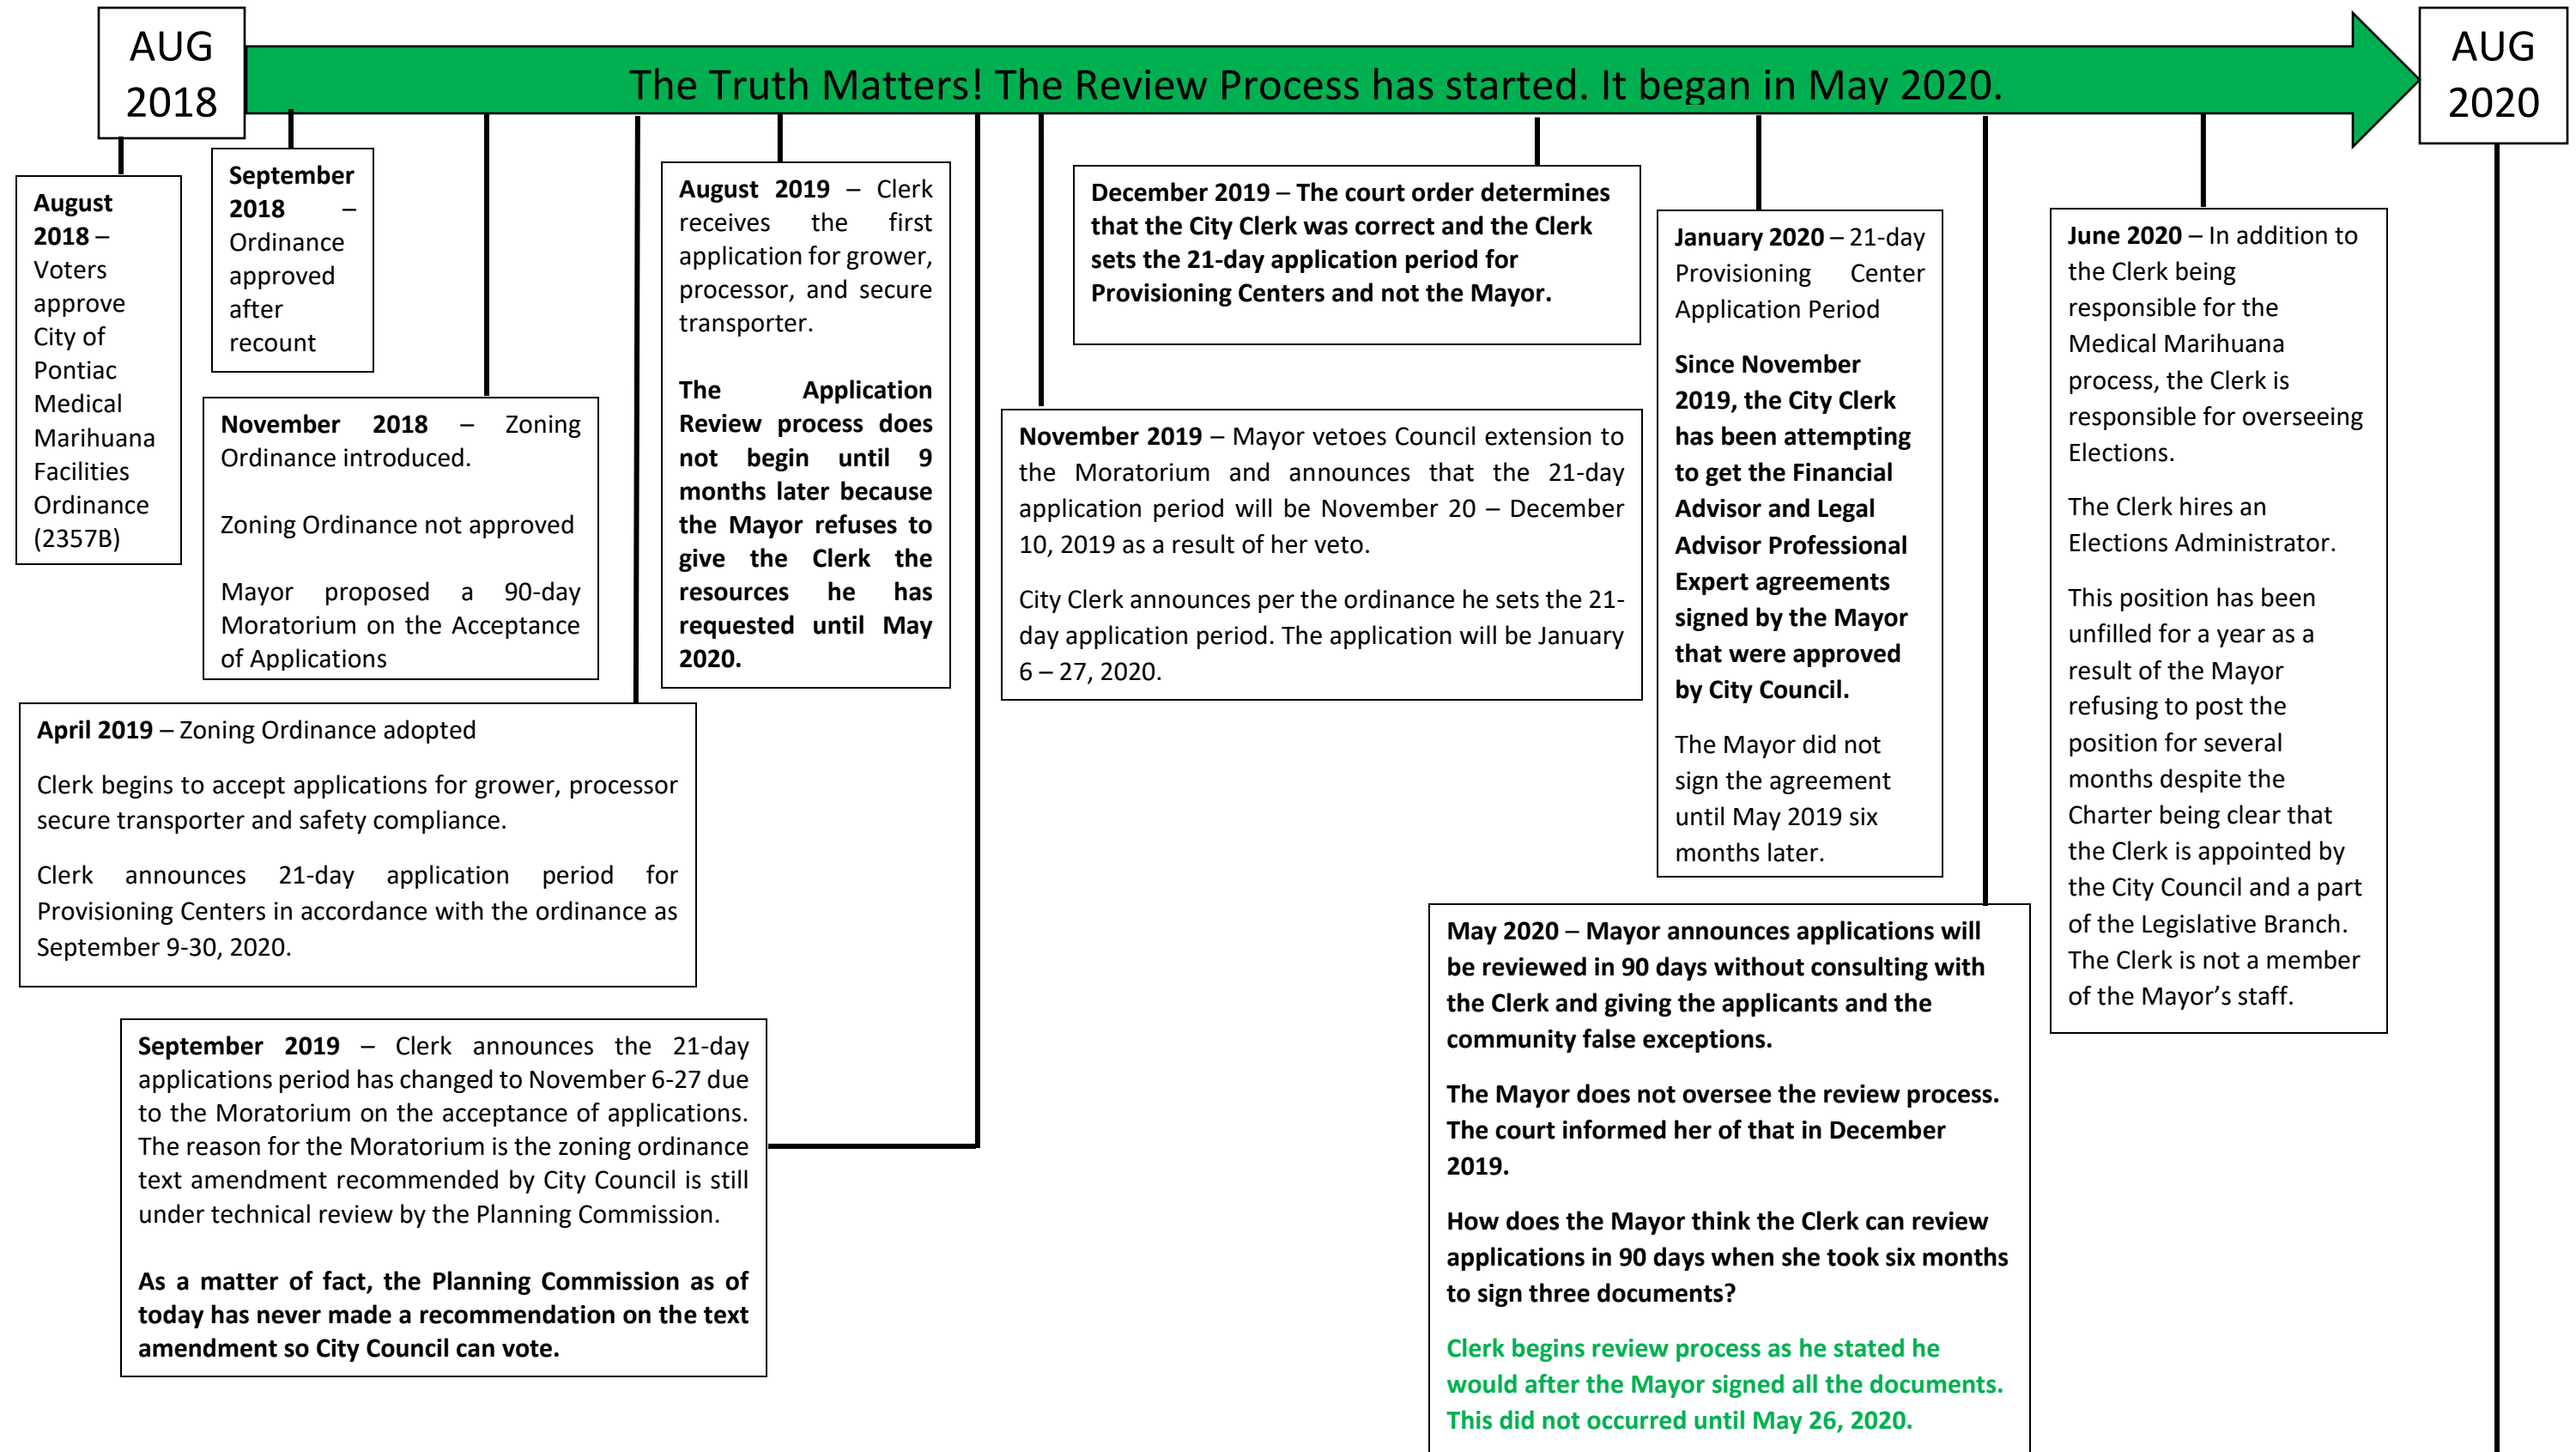 AUG
2018
The Truth Matters! The Review Process has started. It began in May 2020.
AUG
2020
August
2018 –
Voters
approve
City of
Pontiac
Medical
Marihuana
Facilities
Ordinance
(2357B)
September
2018 –
Ordinance
approved
after
recount
November 2018 – Zoning
Ordinance introduced.
Zoning Ordinance not approved
Mayor proposed a 90-day
Moratorium on the Acceptance
of Applications
April 2019 – Zoning Ordinance adopted
Clerk begins to accept applications for grower, processor
secure transporter and safety compliance.
Clerk announces 21-day application period for
Provisioning Centers in accordance with the ordinance as
September 9-30, 2020.
August 2019 – Clerk
receives the first
application for grower,
processor, and secure
transporter.
The Application
Review process does
not begin until 9
months later because
the Mayor refuses to
give the Clerk the
resources he has
requested until May
2020.
September 2019 – Clerk announces the 21-day
applications period has changed to November 6-27 due
to the Moratorium on the acceptance of applications.
The reason for the Moratorium is the zoning ordinance
text amendment recommended by City Council is still
under technical review by the Planning Commission.
As a matter of fact, the Planning Commission as of
today has never made a recommendation on the text
amendment so City Council can vote.
November 2019 – Mayor vetoes Council extension to
the Moratorium and announces that the 21-day
application period will be November 20 – December
10, 2019 as a result of her veto.
City Clerk announces per the ordinance he sets the 21-
day application period. The application will be January
6 – 27, 2020.
December 2019 – The court order determines
that the City Clerk was correct and the Clerk
sets the 21-day application period for
Provisioning Centers and not the Mayor.
January 2020 – 21-day
Provisioning Center
Application Period
Since November
2019, the City Clerk
has been attempting
to get the Financial
Advisor and Legal
Advisor Professional
Expert agreements
signed by the Mayor
that were approved
by City Council.
The Mayor did not
sign the agreement
until May 2019 six
months later.
May 2020 – Mayor announces applications will
be reviewed in 90 days without consulting with
the Clerk and giving the applicants and the
community false exceptions.
The Mayor does not oversee the review process.
The court informed her of that in December
2019.
How does the Mayor think the Clerk can review
applications in 90 days when she took six months
to sign three documents?
Clerk begins review process as he stated he
would after the Mayor signed all the documents.
This did not occurred until May 26, 2020.
June 2020 – In addition to
the Clerk being
responsible for the
Medical Marihuana
process, the Clerk is
responsible for overseeing
Elections.
The Clerk hires an
Elections Administrator.
This position has been
unfilled for a year as a
result of the Mayor
refusing to post the
position for several
months despite the
Charter being clear that
the Clerk is appointed by
the City Council and a part
of the Legislative Branch.
The Clerk is not a member
of the Mayor’s staff.